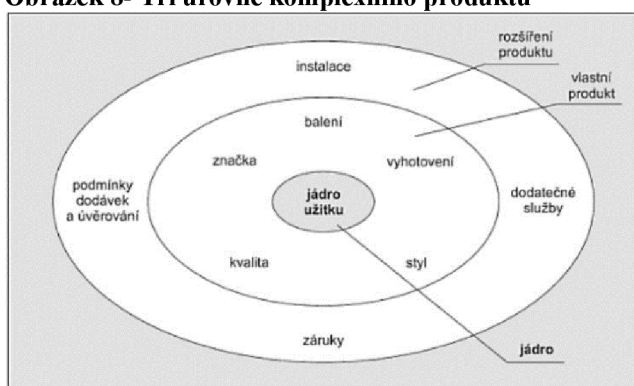 Obrázek 8- Tři úrovně komplexního produktu
rozšíření
produktu
instalace
vlastní
produkt
balení
značka
vyhotovení
podmínky
dodávek
a úvěrování
jádro
užitku
dodatečné
služby
kvalita
styl
záruky
jádro